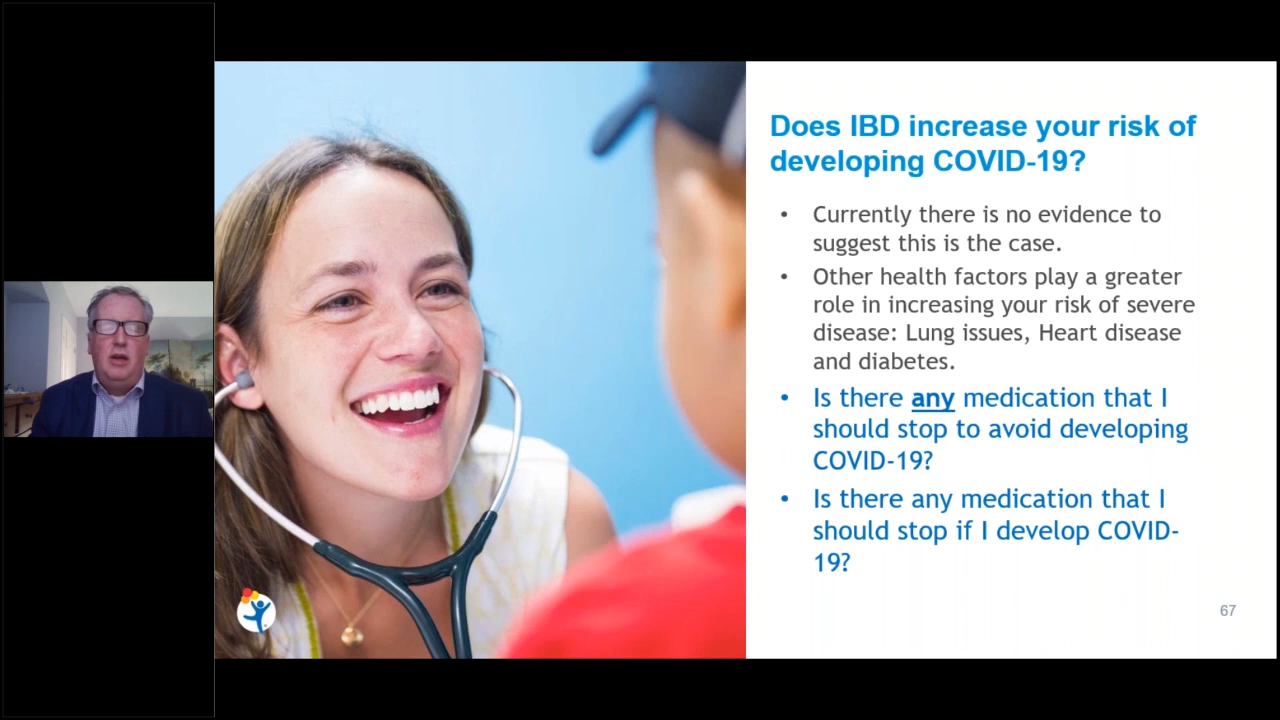 Does IBD increase your risk of
developing COVID-19?
• Currently there is no evidence to
suggest this is the case.
• Other health factors play a greater
role in increasing your risk of severe
disease: Lung issues, Heart disease
and diabetes.
• Is there any medication that I
should stop to avoid developing
COVID-19?
• Is there any medication that I
should stop if I develop COVID-
19?
67